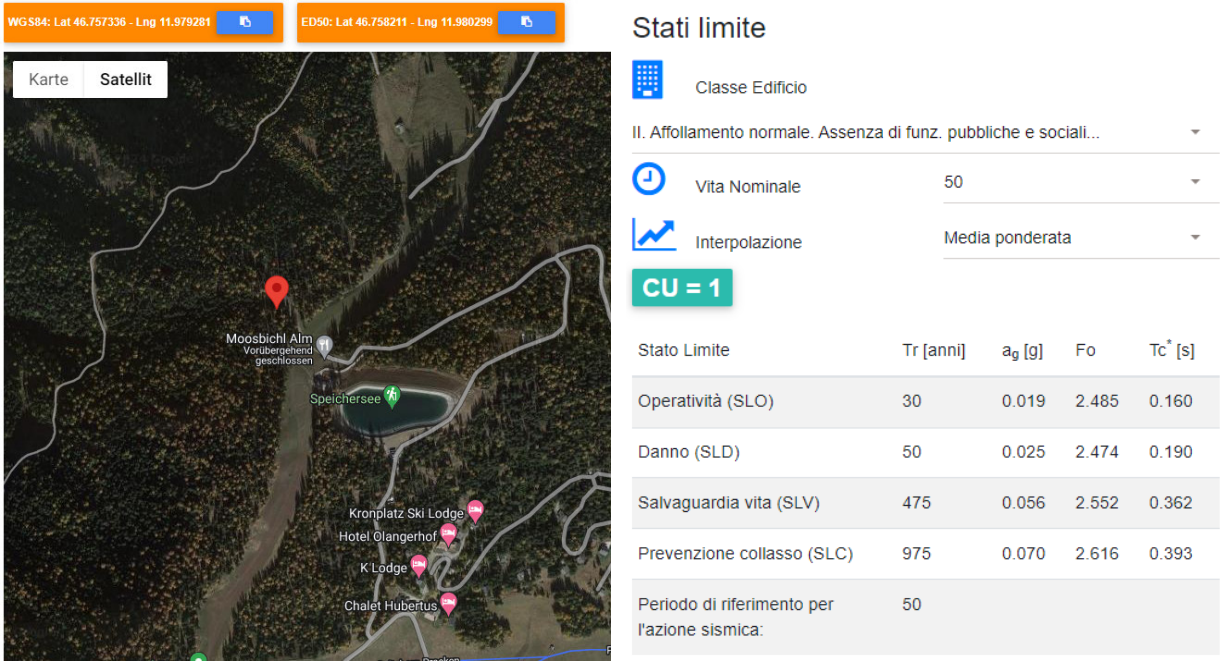 WGS84: Lat 46.757336 - Lng 11.979281
ED50: Lat 46.758211 - Lng 11.980299
Karte Satellit
Moosbichl Alm
Vorübergehend
geschlossen
Speichersee
Kronplatz Ski Lodge
Hotel Olangerhof
K Lodge
Chalet Hubertus
Stati limite
Classe Edificio
II. Affollamento normale. Assenza di funz. pubbliche e sociali...
Vita Nominale 50
Interpolazione Media ponderata
CU = 1
Stato Limite Tr [anni] ag [g] Fo Tc* [s]
Operatività (SLO) 30 0.019 2.485 0.160
Danno (SLD) 50 0.025 2.474 0.190
Salvaguardia vita (SLV) 475 0.056 2.552 0.362
Prevenzione collasso (SLC) 975 0.070 2.616 0.393
Periodo di riferimento per 50
l'azione sismica: